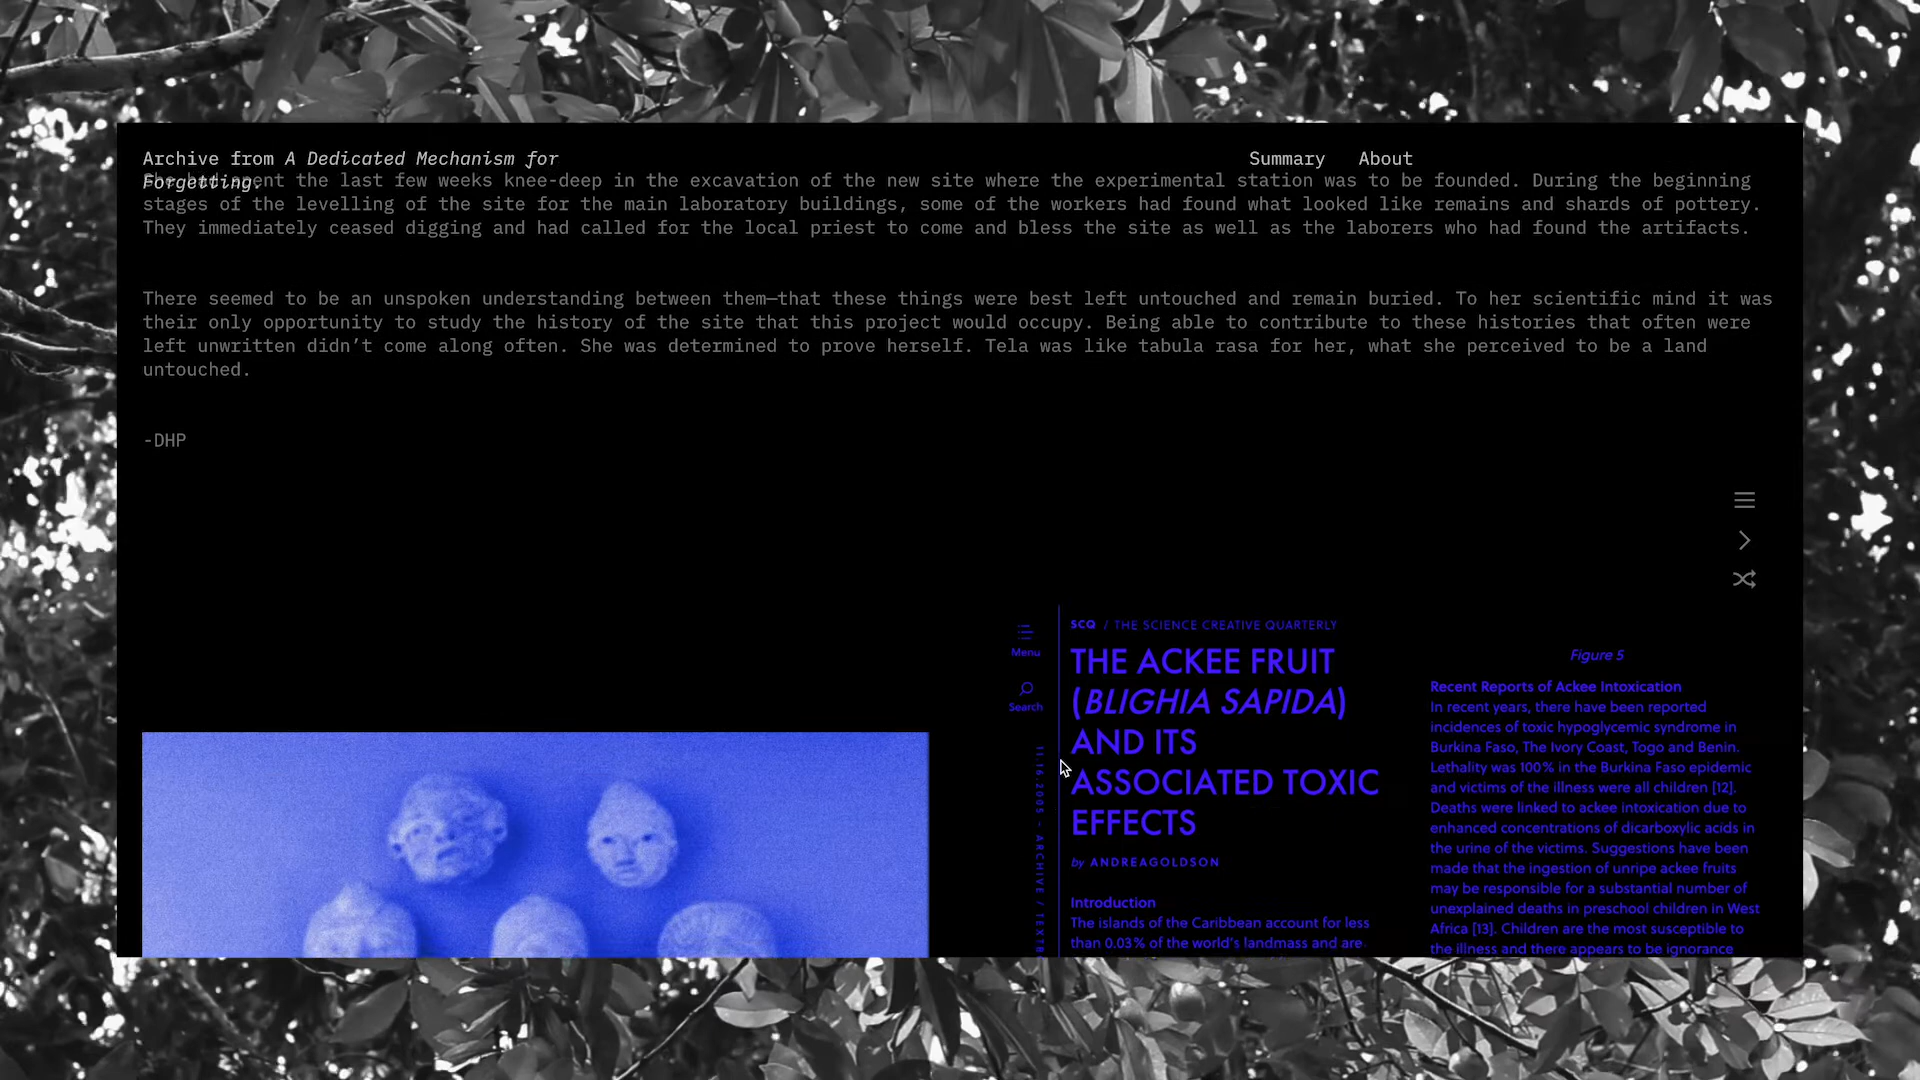 Archive from A Dedicated Mechanism for
Forgetting.
Summary About
She had spent the last few weeks knee-deep in the excavation of the new site where the experimental station was to be founded. During the beginning
stages of the levelling of the site for the main laboratory buildings, some of the workers had found what looked like remains and shards of pottery.
They immediately ceased digging and had called for the local priest to come and bless the site as well as the laborers who had found the artifacts.
There seemed to be an unspoken understanding between them—that these things were best left untouched and remain buried. To her scientific mind it was
their only opportunity to study the history of the site that this project would occupy. Being able to contribute to these histories that often were
left unwritten didn’t come along often. She was determined to prove herself. Tela was like tabula rasa for her, what she perceived to be a land
untouched.
-DHP
Menu
Search
11.16.2005 – ARCHIVE /
SCQ / THE SCIENCE CREATIVE QUARTERLY
THE ACKEE FRUIT
(BLIGHIA SAPIDA)
AND ITS
ASSOCIATED TOXIC
EFFECTS
by ANDREAGOLDSON
Introduction
The islands of the Caribbean account for less
than 0.03% of the world’s landmass and are
Figure 5
Recent Reports of Ackee Intoxication
In recent years, there have been reported
incidences of toxic hypoglycemic syndrome in
Burkina Faso, The Ivory Coast, Togo and Benin.
Lethality was 100% in the Burkina Faso epidemic
and victims of the illness were all children [12].
Deaths were linked to ackee intoxication due to
enhanced concentrations of dicarboxylic acids in
the urine of the victims. Suggestions have been
made that the ingestion of unripe ackee fruits
may be responsible for a substantial number of
unexplained deaths in preschool children in West
Africa [13]. Children are the most susceptible to
the illness and there appears to be ignorance